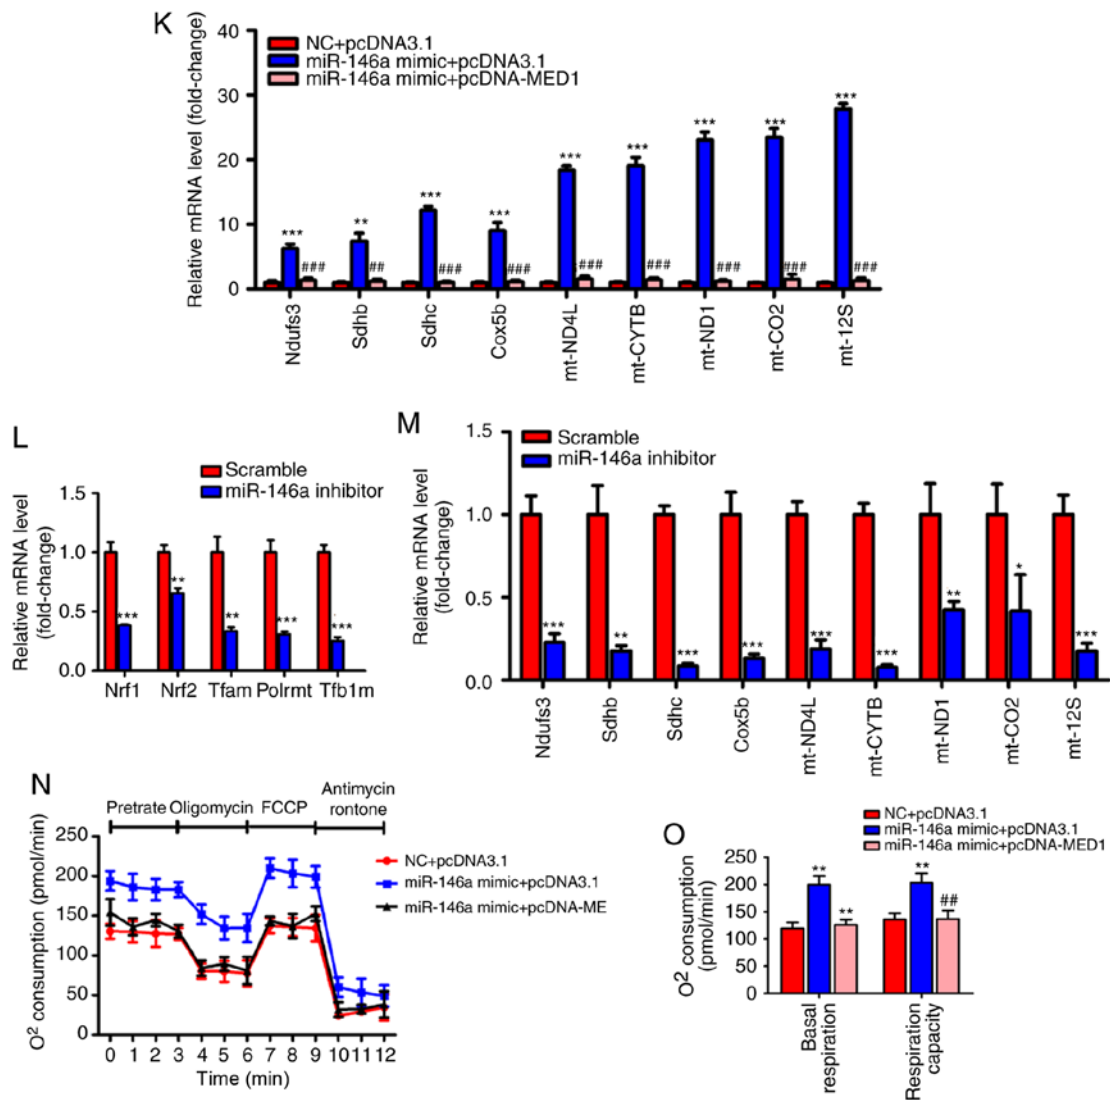 K
NC+pcDNA3.1
miR-146a mimic+pcDNA3.1
miR-146a mimic+pcDNA-MED1
Relative mRNA level (fold-change)
40
30
20
10
0
*** ** *** *** *** *** *** *** ***
### ## ### ### ### ### ### ### ###
Ndufs3 Sdhb Sdhc Cox5b mt-ND4L mt-CYTB mt-ND1 mt-CO2 mt-12S
L
Scramble
miR-146a inhibitor
Relative mRNA level
(fold-change)
1.5
1.0
0.5
0.0
*** ** ** *** ***
Nrf1 Nrf2 Tfam Polrmt Tfb1m
M
Scramble
miR-146a inhibitor
Relative mRNA level
(fold-change)
1.5
1.0
0.5
0.0
*** ** *** *** *** *** ** * ***
Ndufs3 Sdhb Sdhc Cox5b mt-ND4L mt-CYTB mt-ND1 mt-CO2 mt-12S
N
Pretrate Oligomycin FCCP Antimycin
rontone
NC+pcDNA3.1
miR-146a mimic+pcDNA3.1
miR-146a mimic+pcDNA-ME
O² consumption (pmol/min)
250
200
150
100
50
0
0 1 2 3 4 5 6 7 8 9 10 11 12
Time (min)
O
NC+pcDNA3.1
miR-146a mimic+pcDNA3.1
miR-146a mimic+pcDNA-MED1
O² consumption
(pmol/min)
250
200
150
100
50
0
** ** ** ##
Basal
respiration
Respiration
capacity